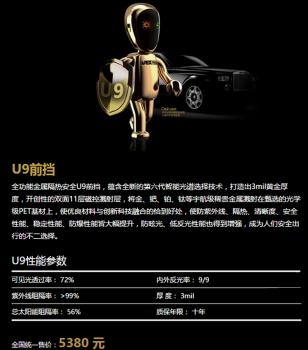 U9
U9前挡
全功能金属隔热安全U9前挡，蕴含全新的第六代智能光谱选择技术，打造出3mil黄金厚
度，开创性的双面11层磁控溅射层，将金、钯、铂、钛等宇航级稀贵金属溅射在甄选的光学
级PET基材上，使优良材料与创新科技融合的恰到好处，使防紫外线、隔热、清晰度、安全
性能、稳定性能、防爆性能皆大幅提升，防眩光、低反光性能也得到增强，成为人们安全出
行的不二选择。
U9性能参数
可见光透过率： 72%
内外反光率： 9/9
紫外线阻隔率： >99%
厚 度： 3mil
总太阳能阻隔率： 56%
质保年限： 十年
全国统一售价：5380 元